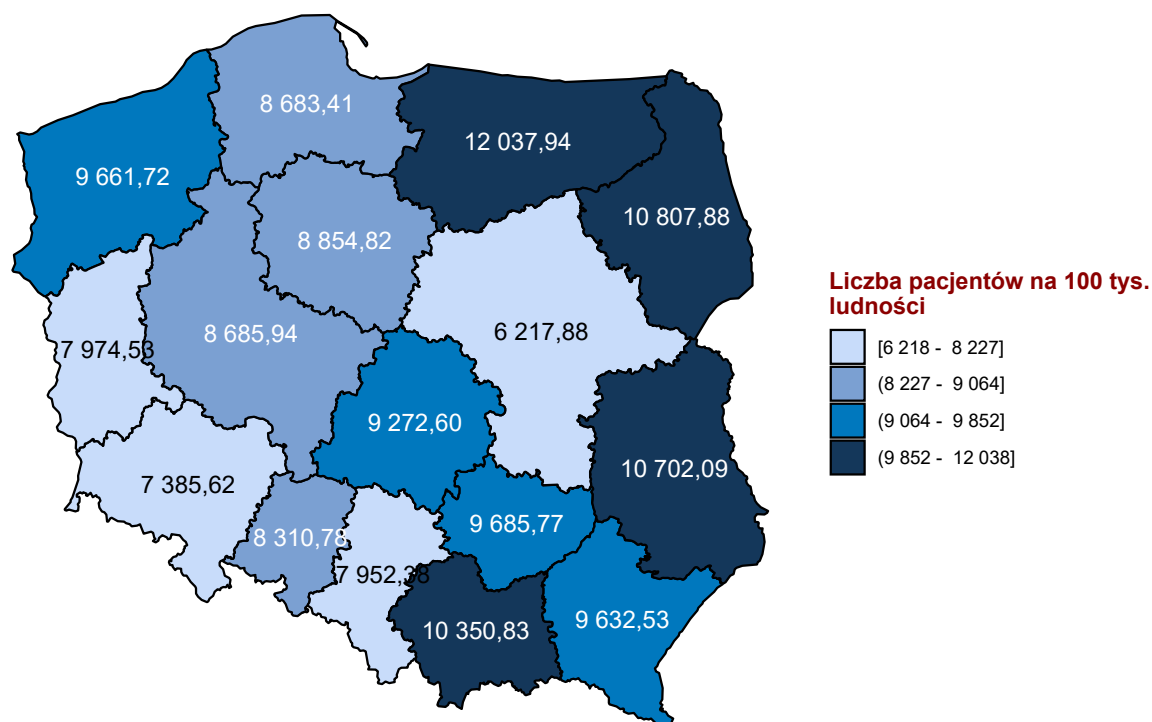 8 683,41
12 037,94
9 661,72
10 807,88
8 854,82
8 685,94
6 217,88
7 974,53
9 272,60
10 702,09
7 385,62
9 685,77
8 310,78
7 952,38
9 632,53
10 350,83
Liczba pacjentów na 100 tys.
ludności
[6 218 - 8 227]
(8 227 - 9 064]
(9 064 - 9 852]
(9 852 - 12 038]